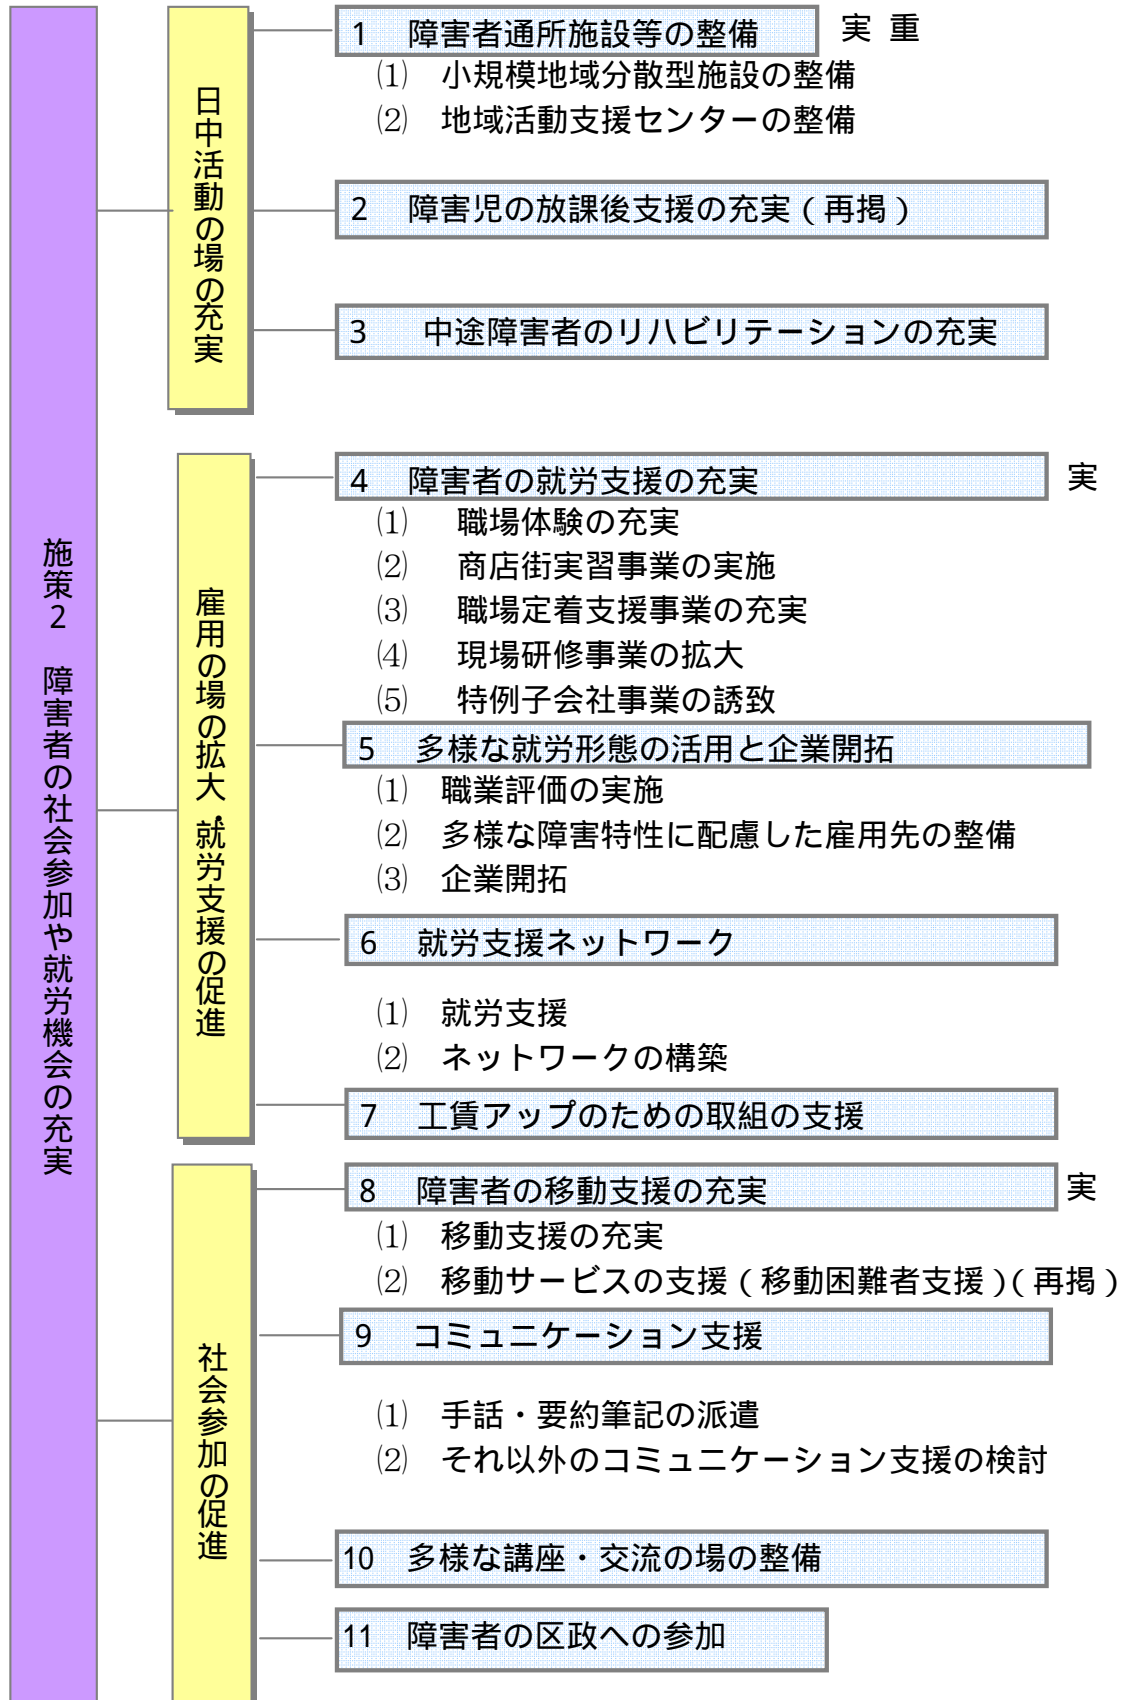 施策2 障害者の社会参加や就労機会の充実
日中活動の場の充実
1 障害者通所施設等の整備 実 重
⑴ 小規模地域分散型施設の整備
⑵ 地域活動支援センターの整備
2 障害児の放課後支援の充実(再掲)
3 中途障害者のリハビリテーションの充実
雇用の場の拡大・就労支援の促進
4 障害者の就労支援の充実 実
⑴ 職場体験の充実
⑵ 商店街実習事業の実施
⑶ 職場定着支援事業の充実
⑷ 現場研修事業の拡大
⑸ 特例子会社事業の誘致
5 多様な就労形態の活用と企業開拓
⑴ 職業評価の実施
⑵ 多様な障害特性に配慮した雇用先の整備
⑶ 企業開拓
6 就労支援ネットワーク
⑴ 就労支援
⑵ ネットワークの構築
7 工賃アップのための取組の支援
社会参加の促進
8 障害者の移動支援の充実 実
⑴ 移動支援の充実
⑵ 移動サービスの支援(移動困難者支援)(再掲)
9 コミュニケーション支援
⑴ 手話・要約筆記の派遣
⑵ それ以外のコミュニケーション支援の検討
10 多様な講座・交流の場の整備
11 障害者の区政への参加